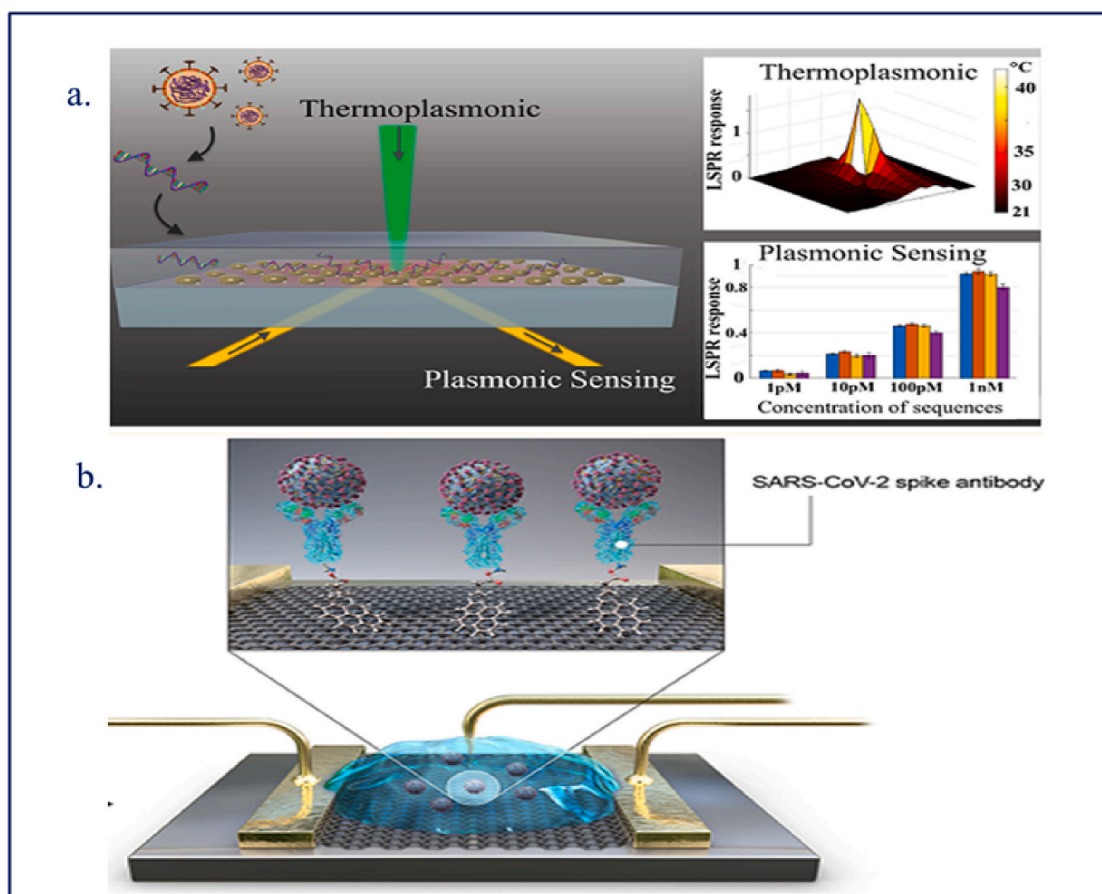 a.
Thermoplasmonic
Plasmonic Sensing
Thermoplasmonic
°C
40
35
30
21
LSPR response
1
0
Plasmonic Sensing
LSPR response
1
0.8
0.4
0
1pM 10pM 100pM 1nM
Concentration of sequences
b.
SARS-CoV-2 spike antibody